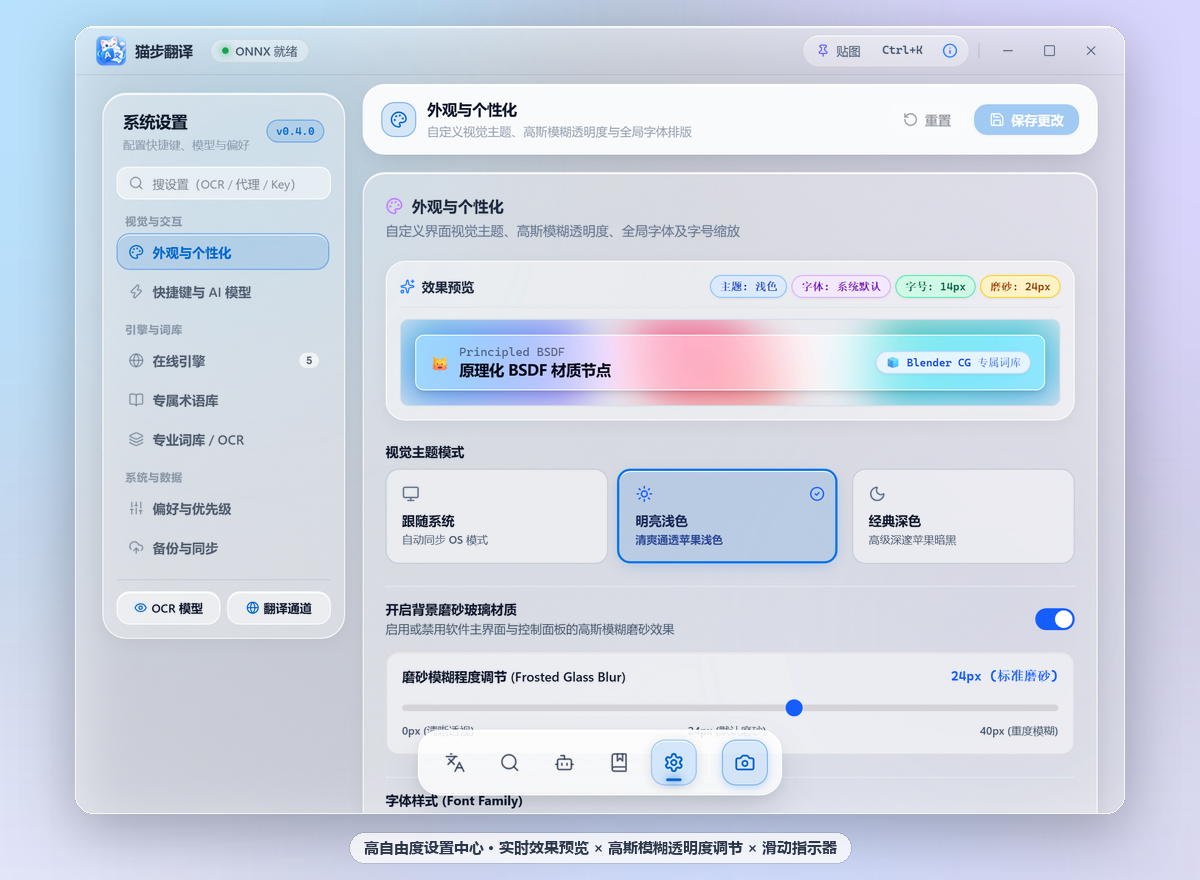 猫步翻译
ONNX 就绪
贴图 Ctrl+K
系统设置
v0.4.0
配置快捷键、模型与偏好
搜设置（OCR / 代理 / Key）
视觉与交互
外观与个性化
快捷键与 AI 模型
引擎与词库
在线引擎 5
专属术语库
专业词库 / OCR
系统与数据
偏好与优先级
备份与同步
OCR 模型
翻译通道
外观与个性化
自定义视觉主题、高斯模糊透明度与全局字体排版
重置
保存更改
外观与个性化
自定义界面视觉主题、高斯模糊透明度、全局字体及字号缩放
效果预览
主题: 浅色
字体: 系统默认
字号: 14px
磨砂: 24px
Principled BSDF
原理化 BSDF 材质节点
Blender CG 专属词库
视觉主题模式
跟随系统
自动同步 OS 模式
明亮浅色
清爽通透苹果浅色
经典深色
高级深邃苹果暗黑
开启背景磨砂玻璃材质
启用或禁用软件主界面与控制面板的高斯模糊磨砂效果
磨砂模糊程度调节 (Frosted Glass Blur)
24px (标准磨砂)
0px (清晰透视)
24px (默认磨砂)
40px (重度模糊)
字体样式 (Font Family)
高自由度设置中心 • 实时效果预览 × 高斯模糊透明度调节 × 滑动指示器